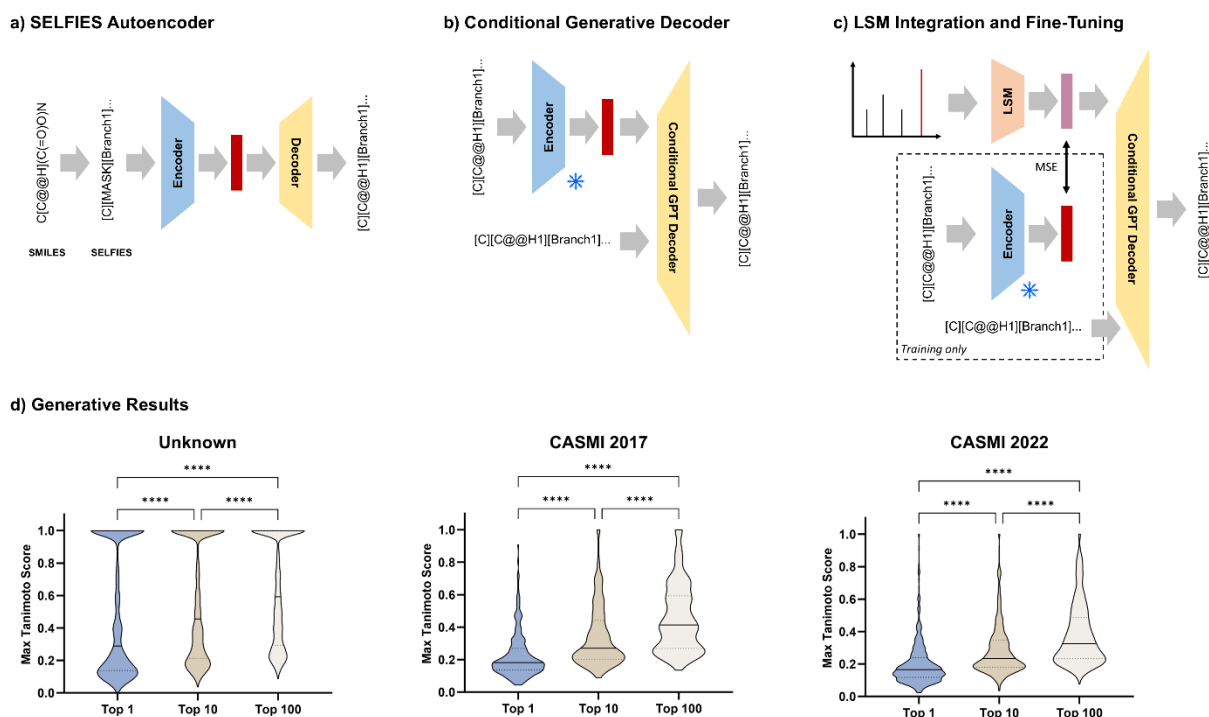 a) SELFIES Autoencoder
C[C@@H](C(=O)O)N
SMILES
[C][MASK][Branch1]...
SELFIES
Encoder
Decoder
[C][C@@H1][Branch1]...
b) Conditional Generative Decoder
[C][C@@H1][Branch1]...
Encoder
[C][C@@H1][Branch1]...
Conditional GPT Decoder
[C][C@@H1][Branch1]...
c) LSM Integration and Fine-Tuning
LSM
MSE
[C][C@@H1][Branch1]...
Encoder
[C][C@@H1][Branch1]...
Training only
Conditional GPT Decoder
[C][C@@H1][Branch1]...
d) Generative Results
Unknown
****
**** ****
Max Tanimoto Score
1.0
0.8
0.6
0.4
0.2
0.0
Top 1 Top 10 Top 100
CASMI 2017
****
**** ****
Max Tanimoto Score
1.0
0.8
0.6
0.4
0.2
0.0
Top 1 Top 10 Top 100
CASMI 2022
****
**** ****
Max Tanimoto Score
1.0
0.8
0.6
0.4
0.2
0.0
Top 1 Top 10 Top 100